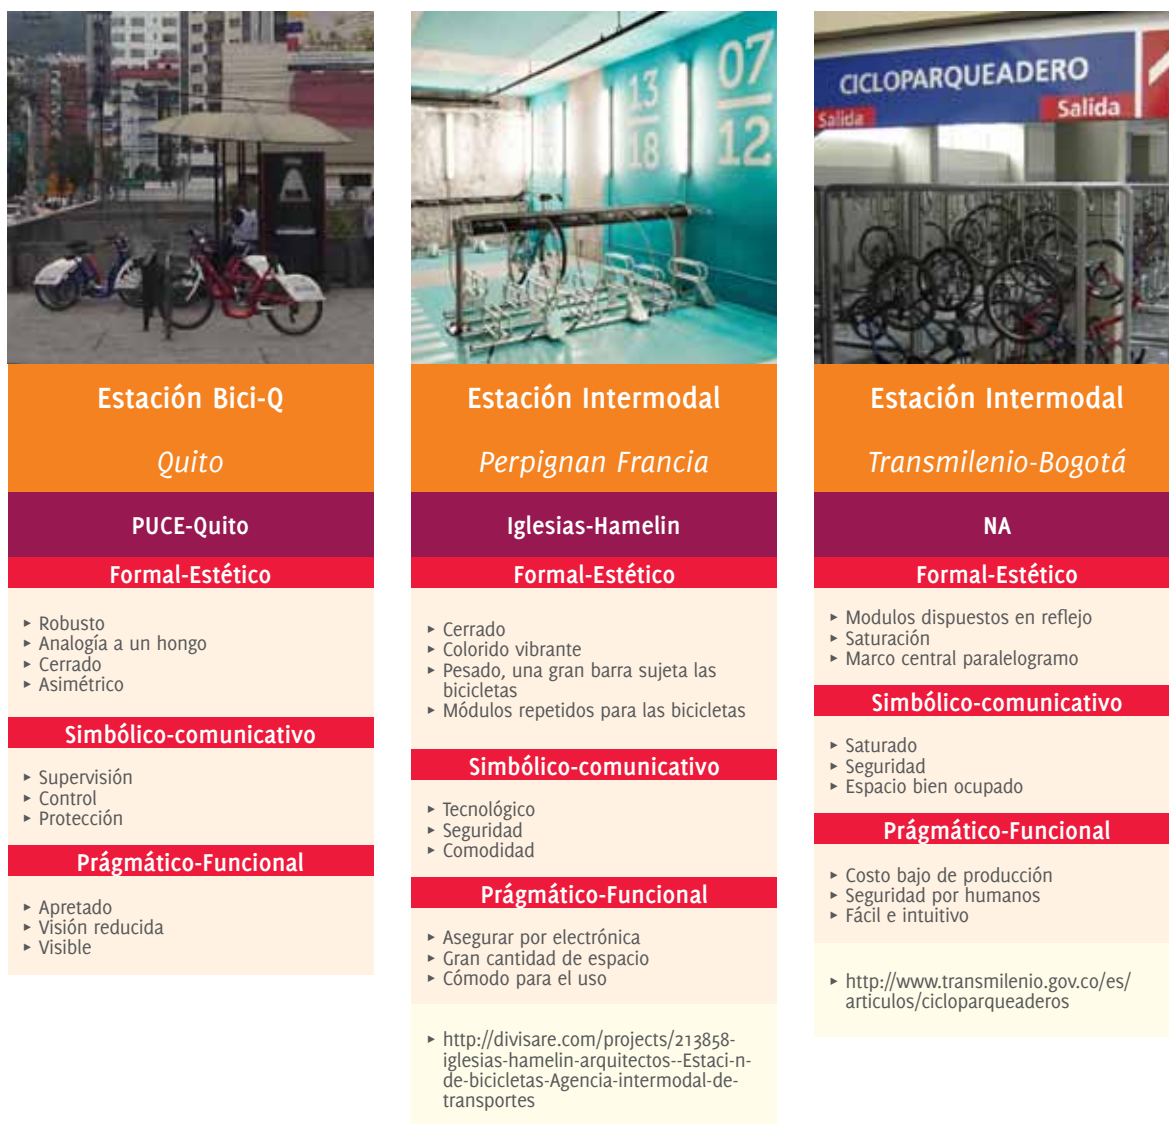 Estación Bici-Q
Quito
PUCE-Quito
Formal-Estético
▸ Robusto
▸ Analogía a un hongo
▸ Cerrado
▸ Asimétrico
Simbólico-comunicativo
▸ Supervisión
▸ Control
▸ Protección
Prágmático-Funcional
▸ Apretado
▸ Visión reducida
▸ Visible
13
18
07
12
Estación Intermodal
Perpignan Francia
Iglesias-Hamelin
Formal-Estético
▸ Cerrado
▸ Colorido vibrante
▸ Pesado, una gran barra sujeta las
bicicletas
▸ Módulos repetidos para las bicicletas
Simbólico-comunicativo
▸ Tecnológico
▸ Seguridad
▸ Comodidad
Prágmático-Funcional
▸ Asegurar por electrónica
▸ Gran cantidad de espacio
▸ Cómodo para el uso
▸ http://divisare.com/projects/213858-
iglesias-hamelin-arquitectos--Estaci-n-
de-bicicletas-Agencia-intermodal-de-
transportes
CICLOPARQUEADERO
Salida
Salida
Estación Intermodal
Transmilenio-Bogotá
NA
Formal-Estético
▸ Modulos dispuestos en reflejo
▸ Saturación
▸ Marco central paralelogramo
Simbólico-comunicativo
▸ Saturado
▸ Seguridad
▸ Espacio bien ocupado
Prágmático-Funcional
▸ Costo bajo de producción
▸ Seguridad por humanos
▸ Fácil e intuitivo
▸ http://www.transmilenio.gov.co/es/
articulos/cicloparqueaderos